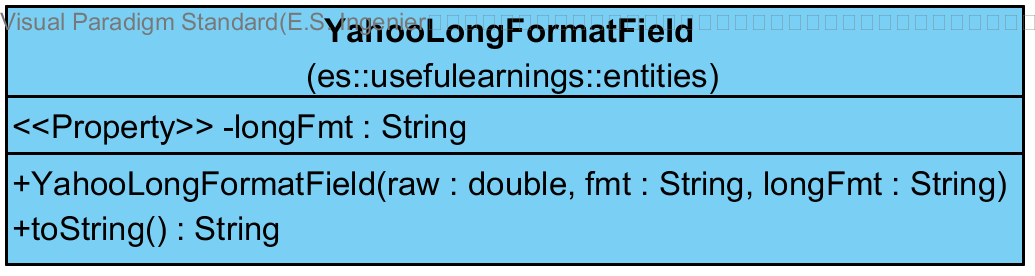 Visual Paradigm Standard(E.S. Ingenier
YahooLongFormatField
(es::usefulearnings::entities)
<<Property>> -longFmt : String
+YahooLongFormatField(raw : double, fmt : String, longFmt : String)
+toString() : String